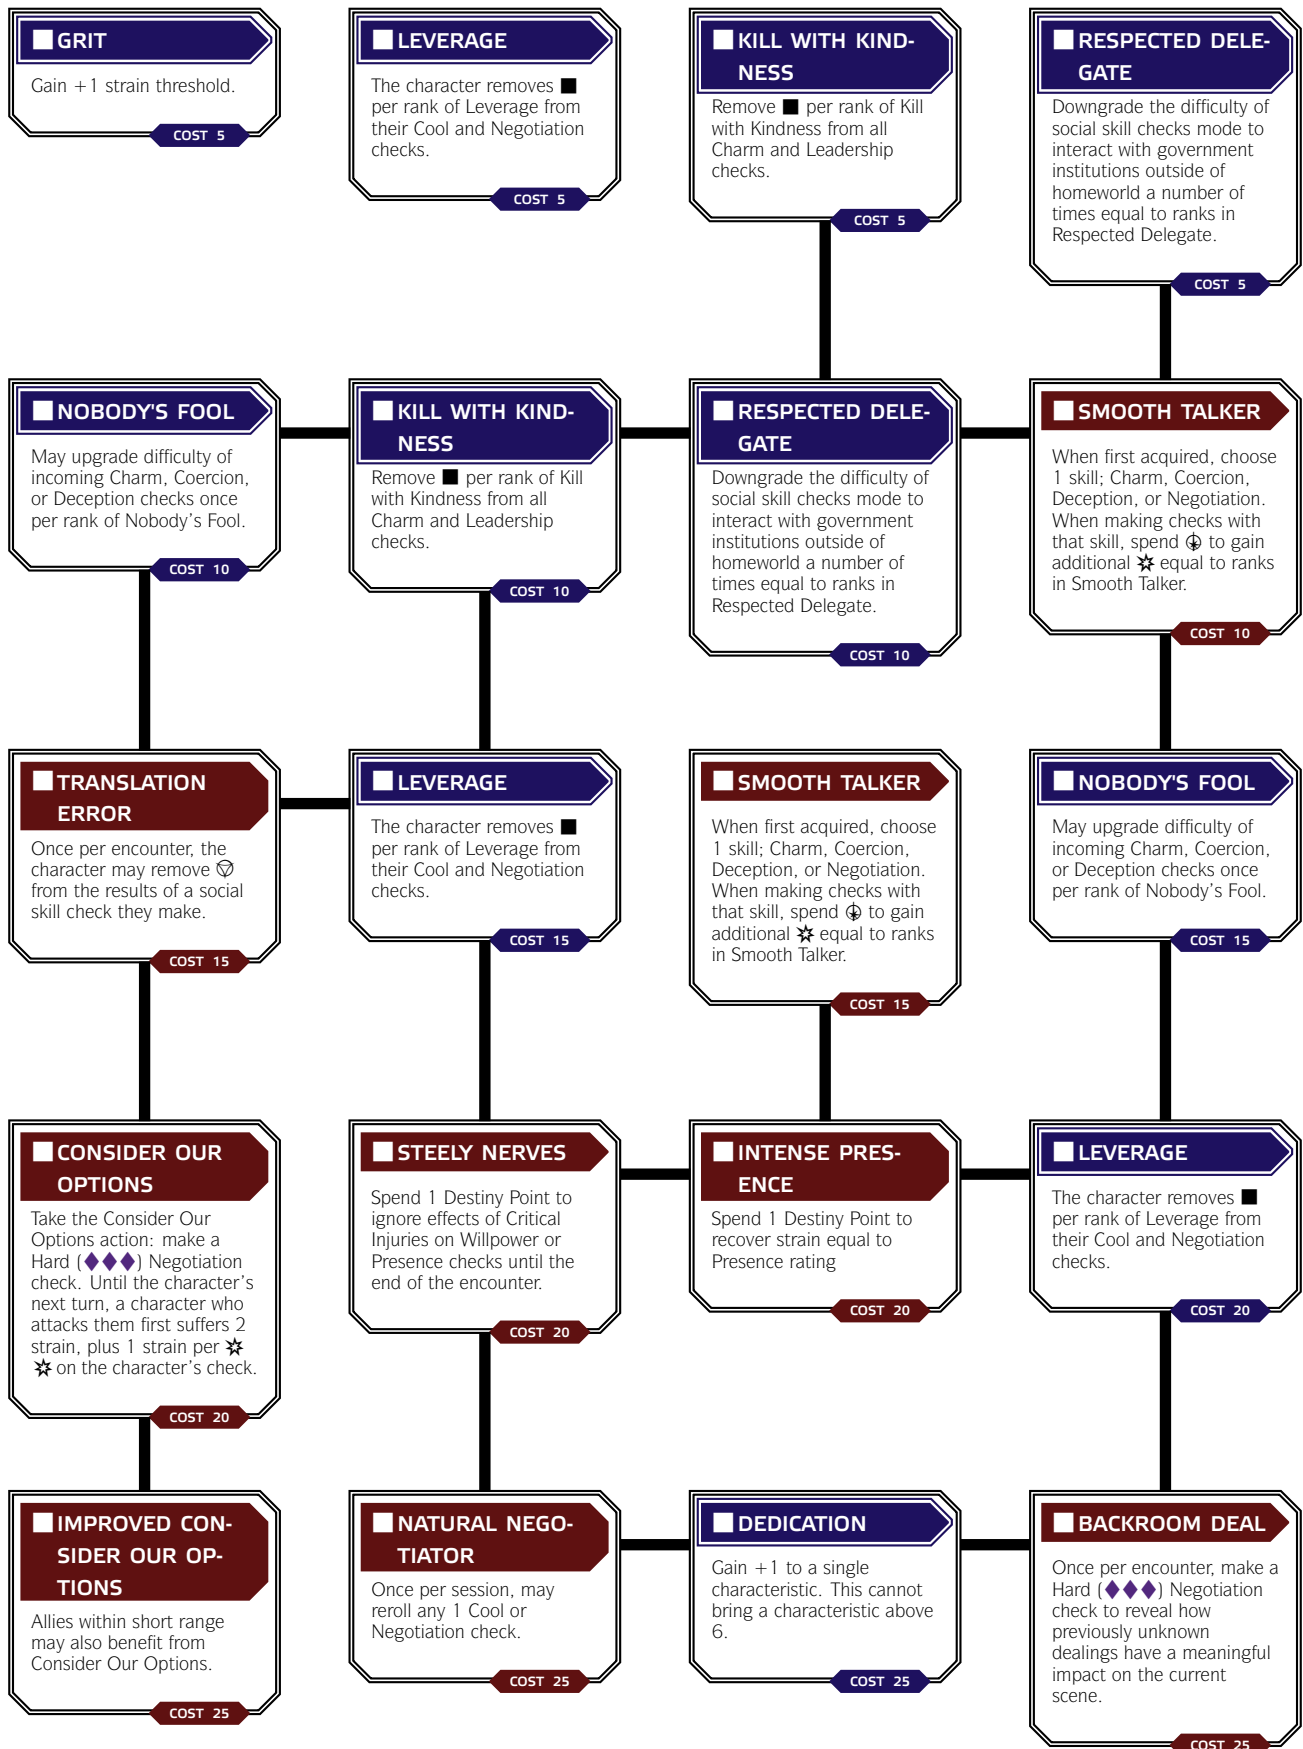 GRIT
Gain +1 strain threshold.
COST 5
LEVERAGE
The character removes ■
per rank of Leverage from
their Cool and Negotiation
checks.
COST 5
KILL WITH KIND-
NESS
Remove ■ per rank of Kill
with Kindness from all
Charm and Leadership
checks.
COST 5
RESPECTED DELE-
GATE
Downgrade the difficulty of
social skill checks mode to
interact with government
institutions outside of
homeworld a number of
times equal to ranks in
Respected Delegate.
COST 5
NOBODY'S FOOL
May upgrade difficulty of
incoming Charm, Coercion,
or Deception checks once
per rank of Nobody's Fool.
COST 10
KILL WITH KIND-
NESS
Remove ■ per rank of Kill
with Kindness from all
Charm and Leadership
checks.
COST 10
RESPECTED DELE-
GATE
Downgrade the difficulty of
social skill checks mode to
interact with government
institutions outside of
homeworld a number of
times equal to ranks in
Respected Delegate.
COST 10
SMOOTH TALKER
When first acquired, choose
1 skill; Charm, Coercion,
Deception, or Negotiation.
When making checks with
that skill, spend to gain
additional equal to ranks
in Smooth Talker.
COST 10
TRANSLATION
ERROR
Once per encounter, the
character may remove
from the results of a social
skill check they make.
COST 15
LEVERAGE
The character removes ■
per rank of Leverage from
their Cool and Negotiation
checks.
COST 15
SMOOTH TALKER
When first acquired, choose
1 skill; Charm, Coercion,
Deception, or Negotiation.
When making checks with
that skill, spend to gain
additional equal to ranks
in Smooth Talker.
COST 15
NOBODY'S FOOL
May upgrade difficulty of
incoming Charm, Coercion,
or Deception checks once
per rank of Nobody's Fool.
COST 15
CONSIDER OUR
OPTIONS
Take the Consider Our
Options action: make a
Hard (♦♦♦) Negotiation
check. Until the character's
next turn, a character who
attacks them first suffers 2
strain, plus 1 strain per
on the character's check.
COST 20
STEELY NERVES
Spend 1 Destiny Point to
ignore effects of Critical
Injuries on Willpower or
Presence checks until the
end of the encounter.
COST 20
INTENSE PRES-
ENCE
Spend 1 Destiny Point to
recover strain equal to
Presence rating
COST 20
LEVERAGE
The character removes ■
per rank of Leverage from
their Cool and Negotiation
checks.
COST 20
IMPROVED CON-
SIDER OUR OP-
TIONS
Allies within short range
may also benefit from
Consider Our Options.
COST 25
NATURAL NEGO-
TIATOR
Once per session, may
reroll any 1 Cool or
Negotiation check.
COST 25
DEDICATION
Gain +1 to a single
characteristic. This cannot
bring a characteristic above
6.
COST 25
BACKROOM DEAL
Once per encounter, make a
Hard (♦♦♦) Negotiation
check to reveal how
previously unknown
dealings have a meaningful
impact on the current
scene.
COST 25